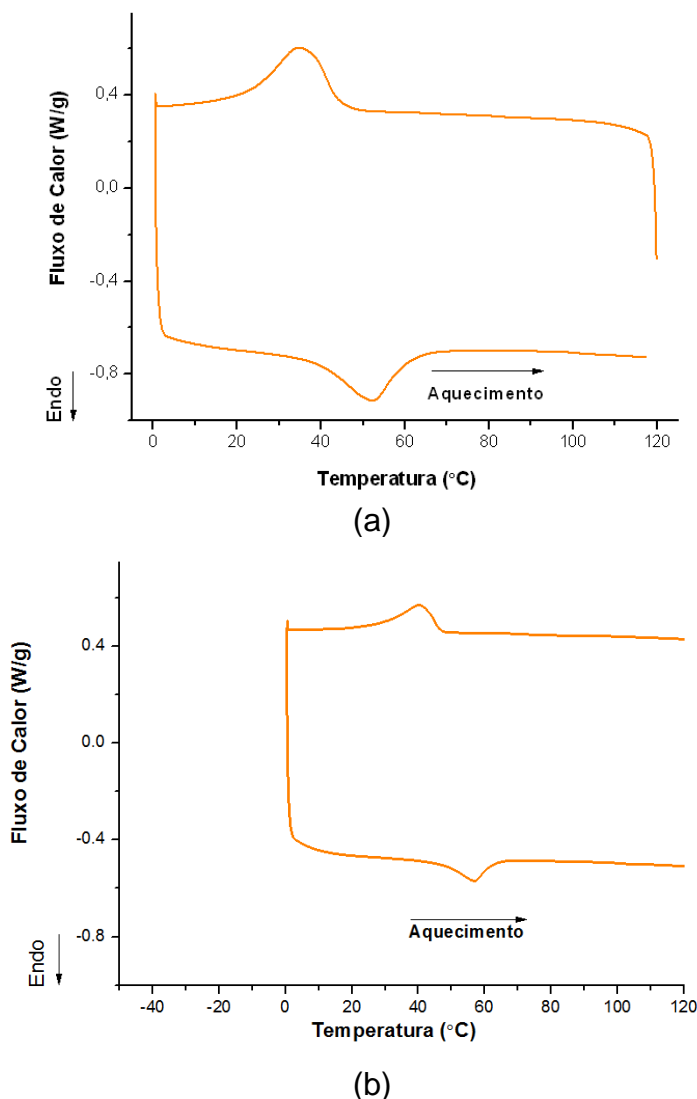 Fluxo de Calor (W/g)
0,4
0,0
-0,4
-0,8
Endo
Aquecimento
0 20 40 60 80 100 120
Temperatura (°C)
(a)
Fluxo de Calor (W/g)
0.4
0.0
-0.4
-0.8
Endo
Aquecimento
-40 -20 0 20 40 60 80 100 120
Temperatura (°C)
(b)